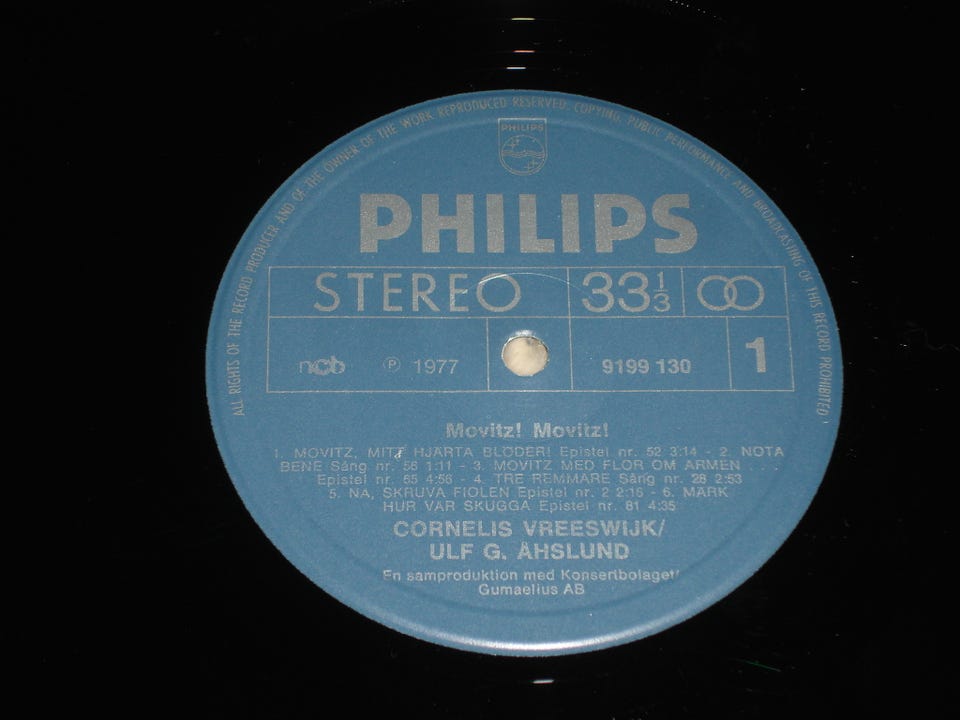 ALL RIGHTS OF THE RECORD PRODUCER AND OF THE OWNER OF THE WORK REPRODUCED RESERVED. COPYING, PUBLIC PERFORMANCE AND BROADCASTING OF THIS RECORD PROHIBITED
PHILIPS
PHILIPS
STEREO 33 1/3
ncb Ⓟ 1977 9199 130 1
Movitz! Movitz!
1. MOVITZ, MITT HJÄRTA BLÖDER! Epistel nr. 52 3:14 - 2. NOTA
BENE Sång nr. 56 1:11 - 3. MOVITZ MED FLOR OM ARMEN . . .
Epistel nr. 65 4:56 - 4. TRE REMMARE Sång nr. 28 2:53
5. NA, SKRUVA FIOLEN Epistel nr. 2 2:16 - 6. MÄRK
HUR VÅR SKUGGA Epistel nr. 81 4:35
CORNELIS VREESWIJK/
ULF G. ÅHSLUND
En samproduktion med Konsertbolaget/
Gumaelius AB